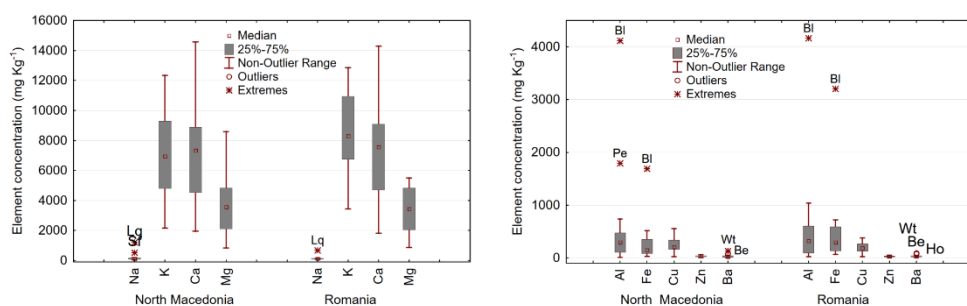 16000
14000
12000
10000
8000
6000
4000
2000
0
Element concentration (mg Kg-1)
Median
25%-75%
Non-Outlier Range
Outliers
Extremes
Lq
Lq
Na
K
Ca
Mg
Na
K
Ca
Mg
North Macedonia
Romania
4000
3000
2000
1000
0
Element concentration (mg Kg-1)
Median
25%-75%
Non-Outlier Range
Outliers
Extremes
Bl
Pe
Bl
Wt
Be
Bl
Bl
Wt
Be
Ho
Al
Fe
Cu
Zn
Ba
Al
Fe
Cu
Zn
Ba
North Macedonia
Romania